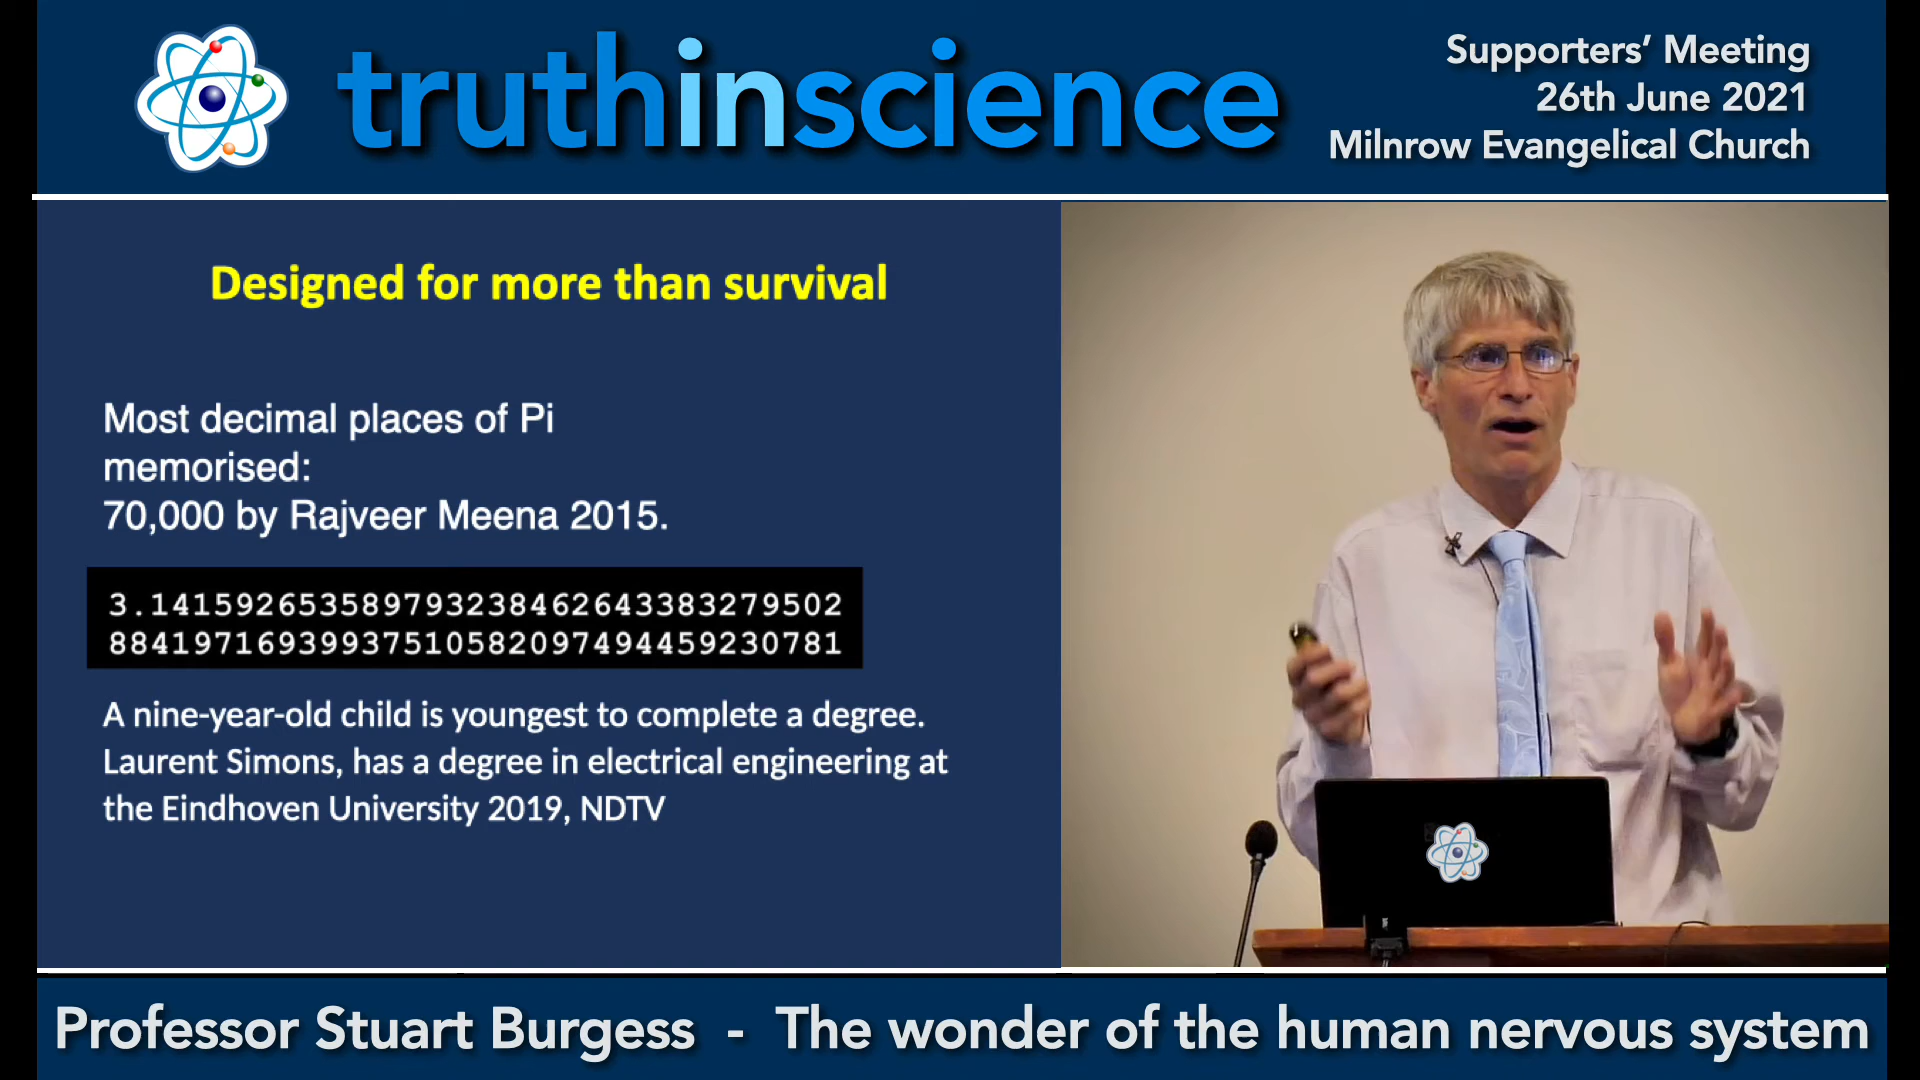 truthinscience
Supporters’ Meeting
26th June 2021
Milnrow Evangelical Church
Designed for more than survival
Most decimal places of Pi
memorised:
70,000 by Rajveer Meena 2015.
3.14159265358979323846264338327​9502
88419716939937510582097494459230781
A nine-year-old child is youngest to complete a degree.
Laurent Simons, has a degree in electrical engineering at
the Eindhoven University 2019, NDTV
Professor Stuart Burgess - The wonder of the human nervous system